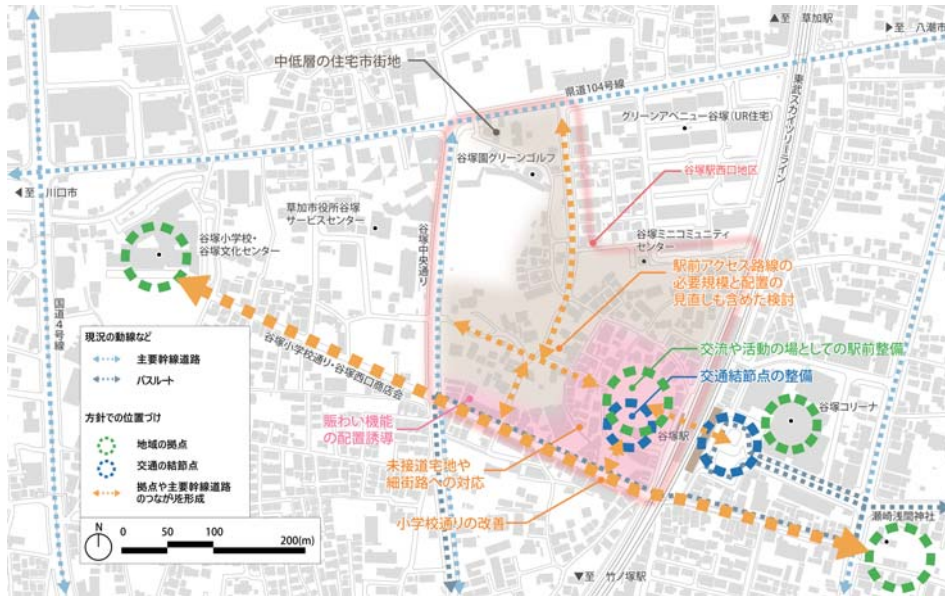 ▲至 草加駅
▶至 八潮市
中低層の住宅市街地
県道104号線
東武スカイツリーライン
グリーンアベニュー谷塚(UR住宅)
谷塚園グリーンゴルフ
谷塚駅西口地区
◀至 川口市
草加市役所谷塚
サービスセンター
谷塚小学校・
谷塚文化センター
谷塚中央通り
谷塚ミニコミュニティ
センター
駅前アクセス路線の
必要規模と配置の
見直しも含めた検討
国道4号線
谷塚小学校通り・谷塚西口商店会
交流や活動の場としての駅前整備
交通結節点の整備
賑わい機能
の配置誘導
谷塚駅
谷塚コリーナ
未接道宅地や
細街路への対応
小学校通りの改善
瀬崎浅間神社
▼至 竹ノ塚駅
現況の動線など
主要幹線道路
バスルート
方針での位置づけ
地域の拠点
交通の結節点
拠点や主要幹線道路
のつながりを形成
N
0 50 100 200(m)